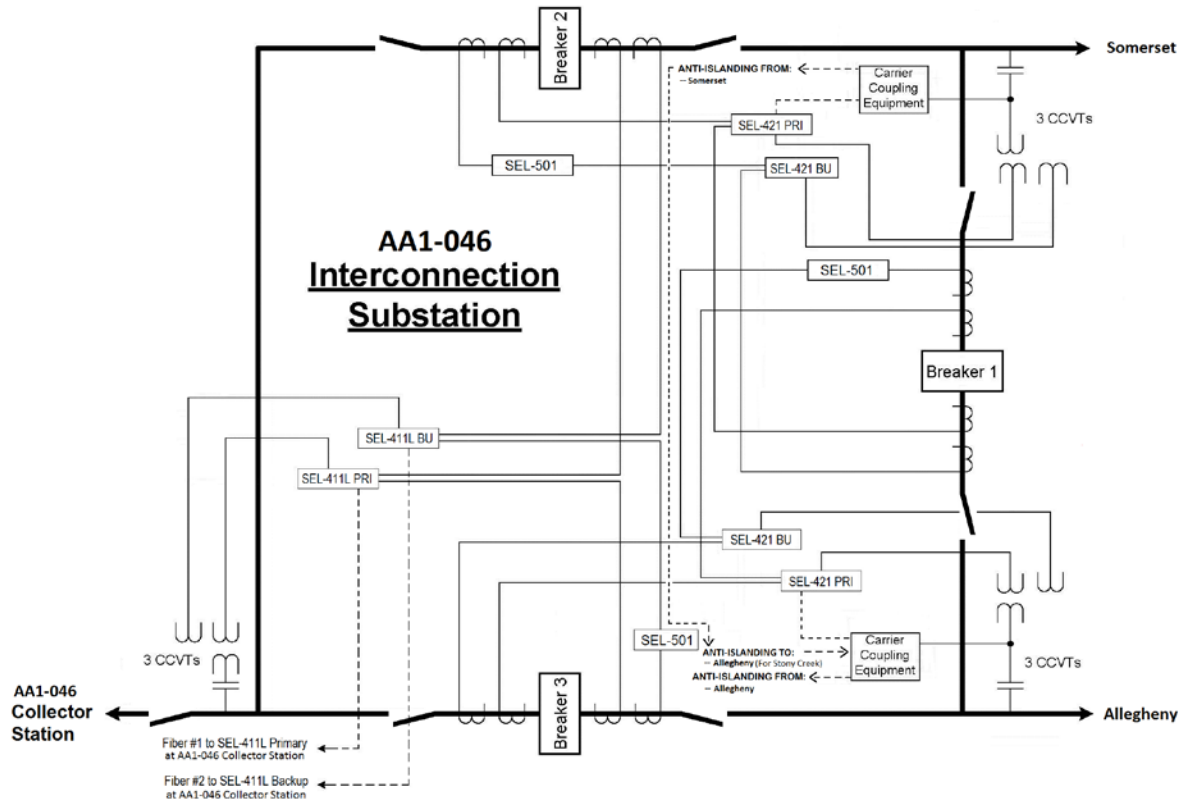 Breaker 2
Somerset
ANTI-ISLANDING FROM:
-- Somerset
Carrier
Coupling
Equipment
3 CCVTs
SEL-421 PRI
SEL-501
SEL-421 BU
AA1-046
Interconnection
Substation
SEL-501
Breaker 1
SEL-411L BU
SEL-411L PRI
SEL-421 BU
SEL-421 PRI
SEL-501
3 CCVTs
ANTI-ISLANDING TO:
-- Allegheny (For Stony Creek)
ANTI-ISLANDING FROM:
-- Allegheny
Carrier
Coupling
Equipment
3 CCVTs
AA1-046
Collector
Station
Breaker 3
Allegheny
Fiber #1 to SEL-411L Primary
at AA1-046 Collector Station
Fiber #2 to SEL-411L Backup
at AA1-046 Collector Station